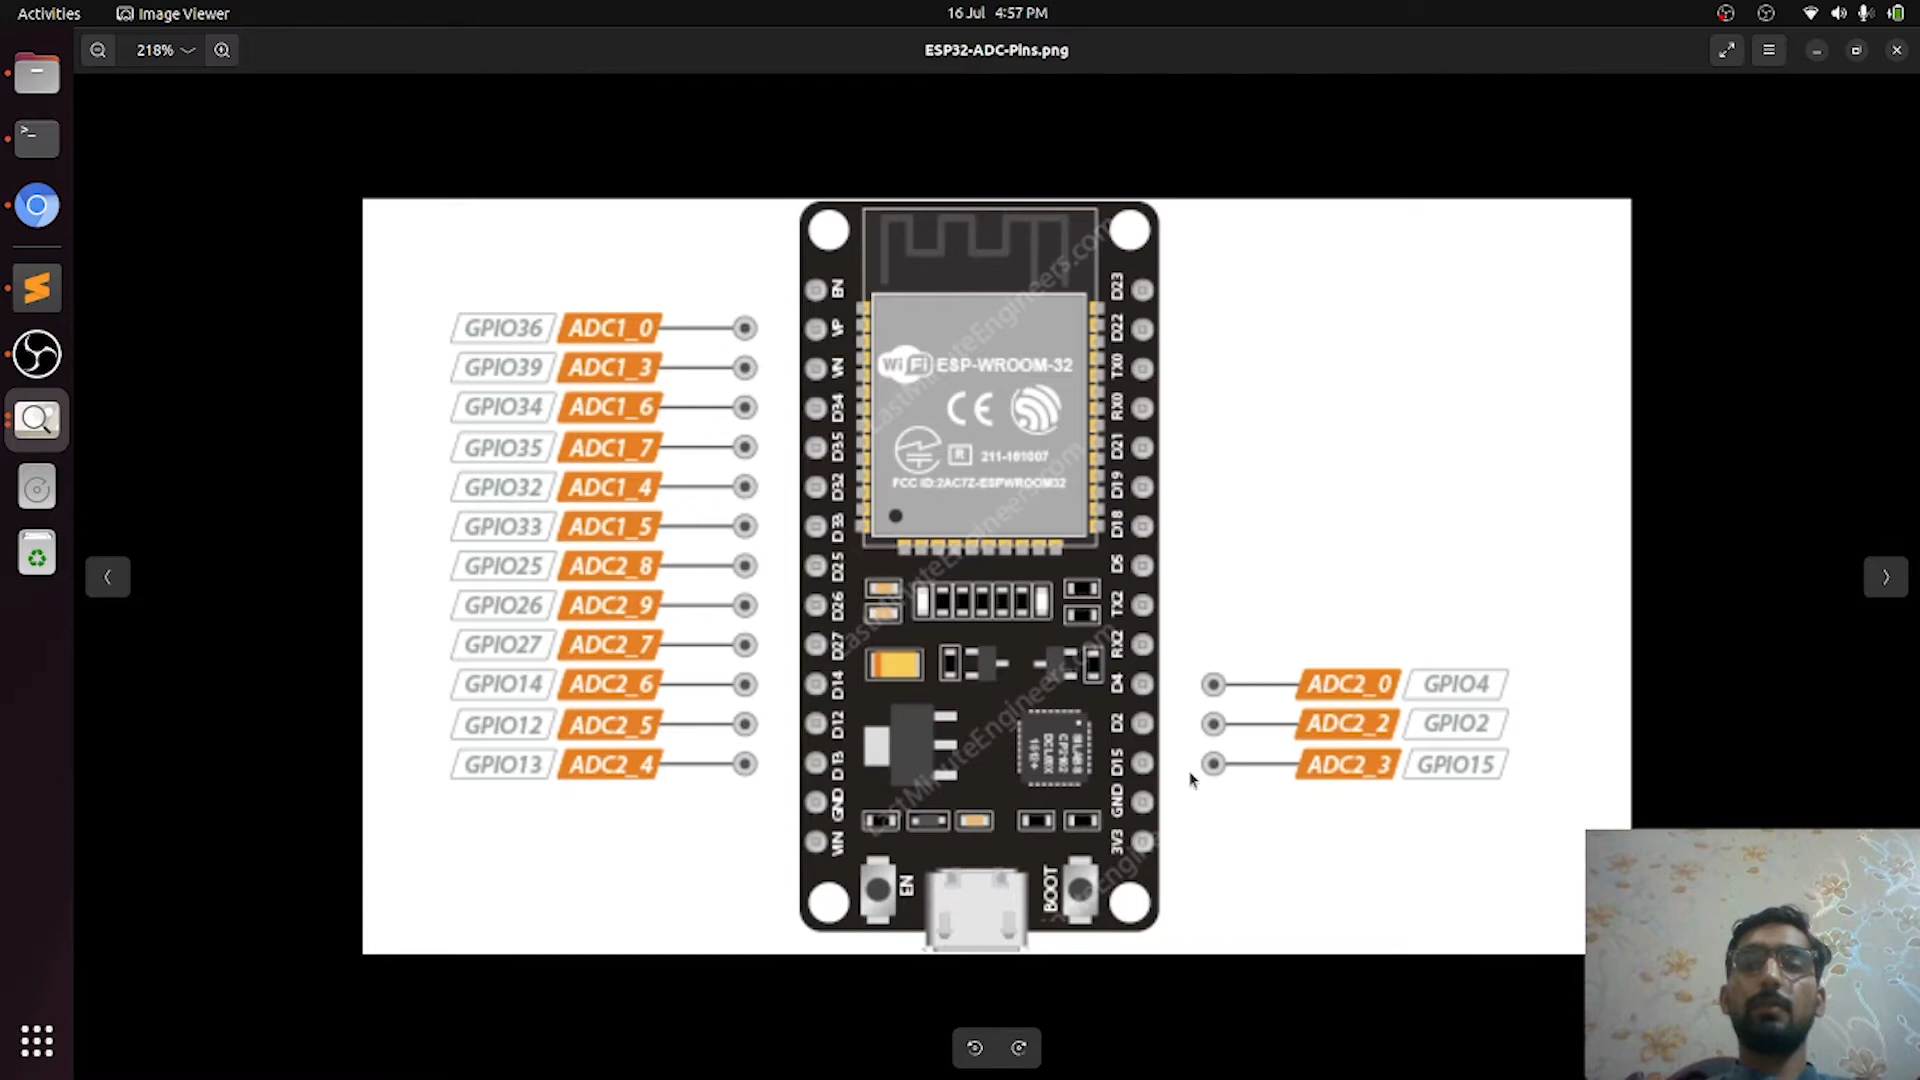 Activities
Image Viewer
16 Jul 4:57 PM
218%
ESP32-ADC-Pins.png
GPIO36 ADC1_0
GPIO39 ADC1_3
GPIO34 ADC1_6
GPIO35 ADC1_7
GPIO32 ADC1_4
GPIO33 ADC1_5
GPIO25 ADC2_8
GPIO26 ADC2_9
GPIO27 ADC2_7
GPIO14 ADC2_6
GPIO12 ADC2_5
GPIO13 ADC2_4
EN
VP
VN
D34
D35
D32
D33
D25
D26
D27
D14
D12
D13
GND
VIN
WiFi ESP-WROOM-32
CE
R 211-161007
FCC ID:2AC7Z-ESPWROOM32
LastMinuteEngineers.com
D23
D22
TX0
RX0
D21
D19
D18
D5
TX2
RX2
D4
D2
D15
GND
3V3
EN
BOOT
ADC2_0 GPIO4
ADC2_2 GPIO2
ADC2_3 GPIO15